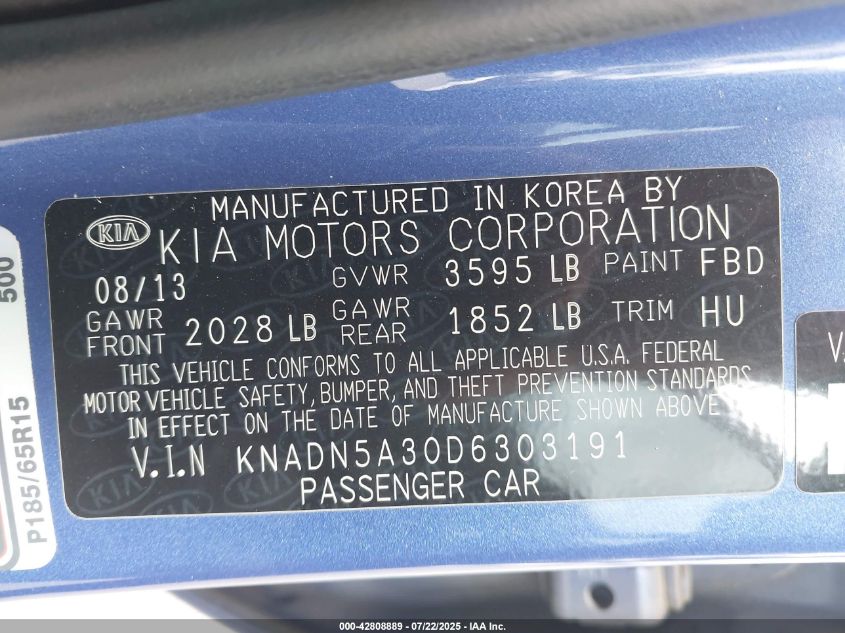 MANUFACTURED IN KOREA BY
KIA KIA MOTORS CORPORATION
08/13 GVWR 3595 LB PAINT FBD
GAWR FRONT 2028 LB GAWR REAR 1852 LB TRIM HU
THIS VEHICLE CONFORMS TO ALL APPLICABLE U.S.A. FEDERAL
MOTOR VEHICLE SAFETY, BUMPER, AND THEFT PREVENTION STANDARDS
IN EFFECT ON THE DATE OF MANUFACTURE SHOWN ABOVE
V.I.N KNADN5A30D6303191
PASSENGER CAR
P185/65R15 500
000-42808889 - 07/22/2025 - IAA Inc.